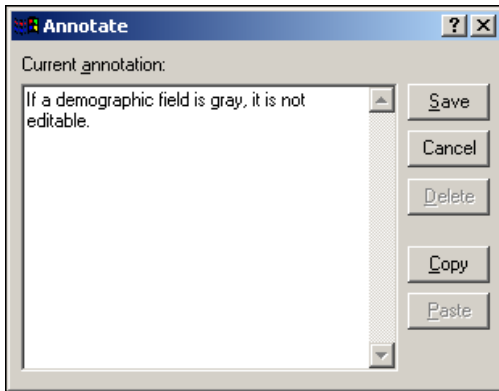 Annotate
Current annotation:
If a demographic field is gray, it is not
editable.
Save
Cancel
Delete
Copy
Paste